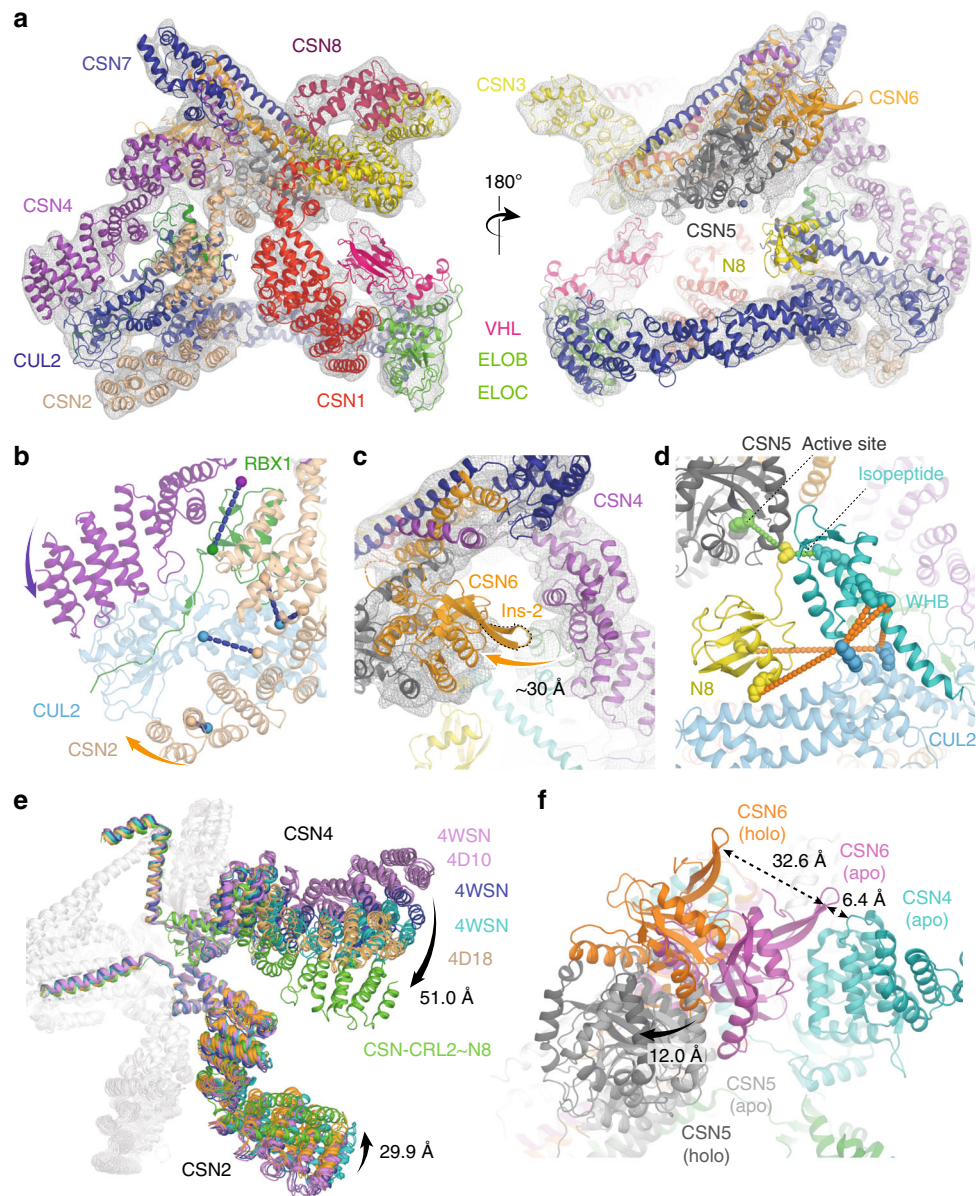 a
CSN7
CSN8
CSN3
CSN6
CSN4
180°
CSN5
N8
CUL2
CSN2
CSN1
VHL
ELOB
ELOC
b
RBX1
CUL2
CSN2
c
CSN4
CSN6
Ins-2
~30 Å
d
CSN5 Active site
Isopeptide
WHB
N8
CUL2
e
CSN4
4WSN
4D10
4WSN
4WSN
4D18
51.0 Å
CSN-CRL2~N8
CSN2
29.9 Å
f
CSN6
(holo)
32.6 Å
CSN6
(apo)
6.4 Å
CSN4
(apo)
12.0 Å
CSN5
(apo)
CSN5
(holo)